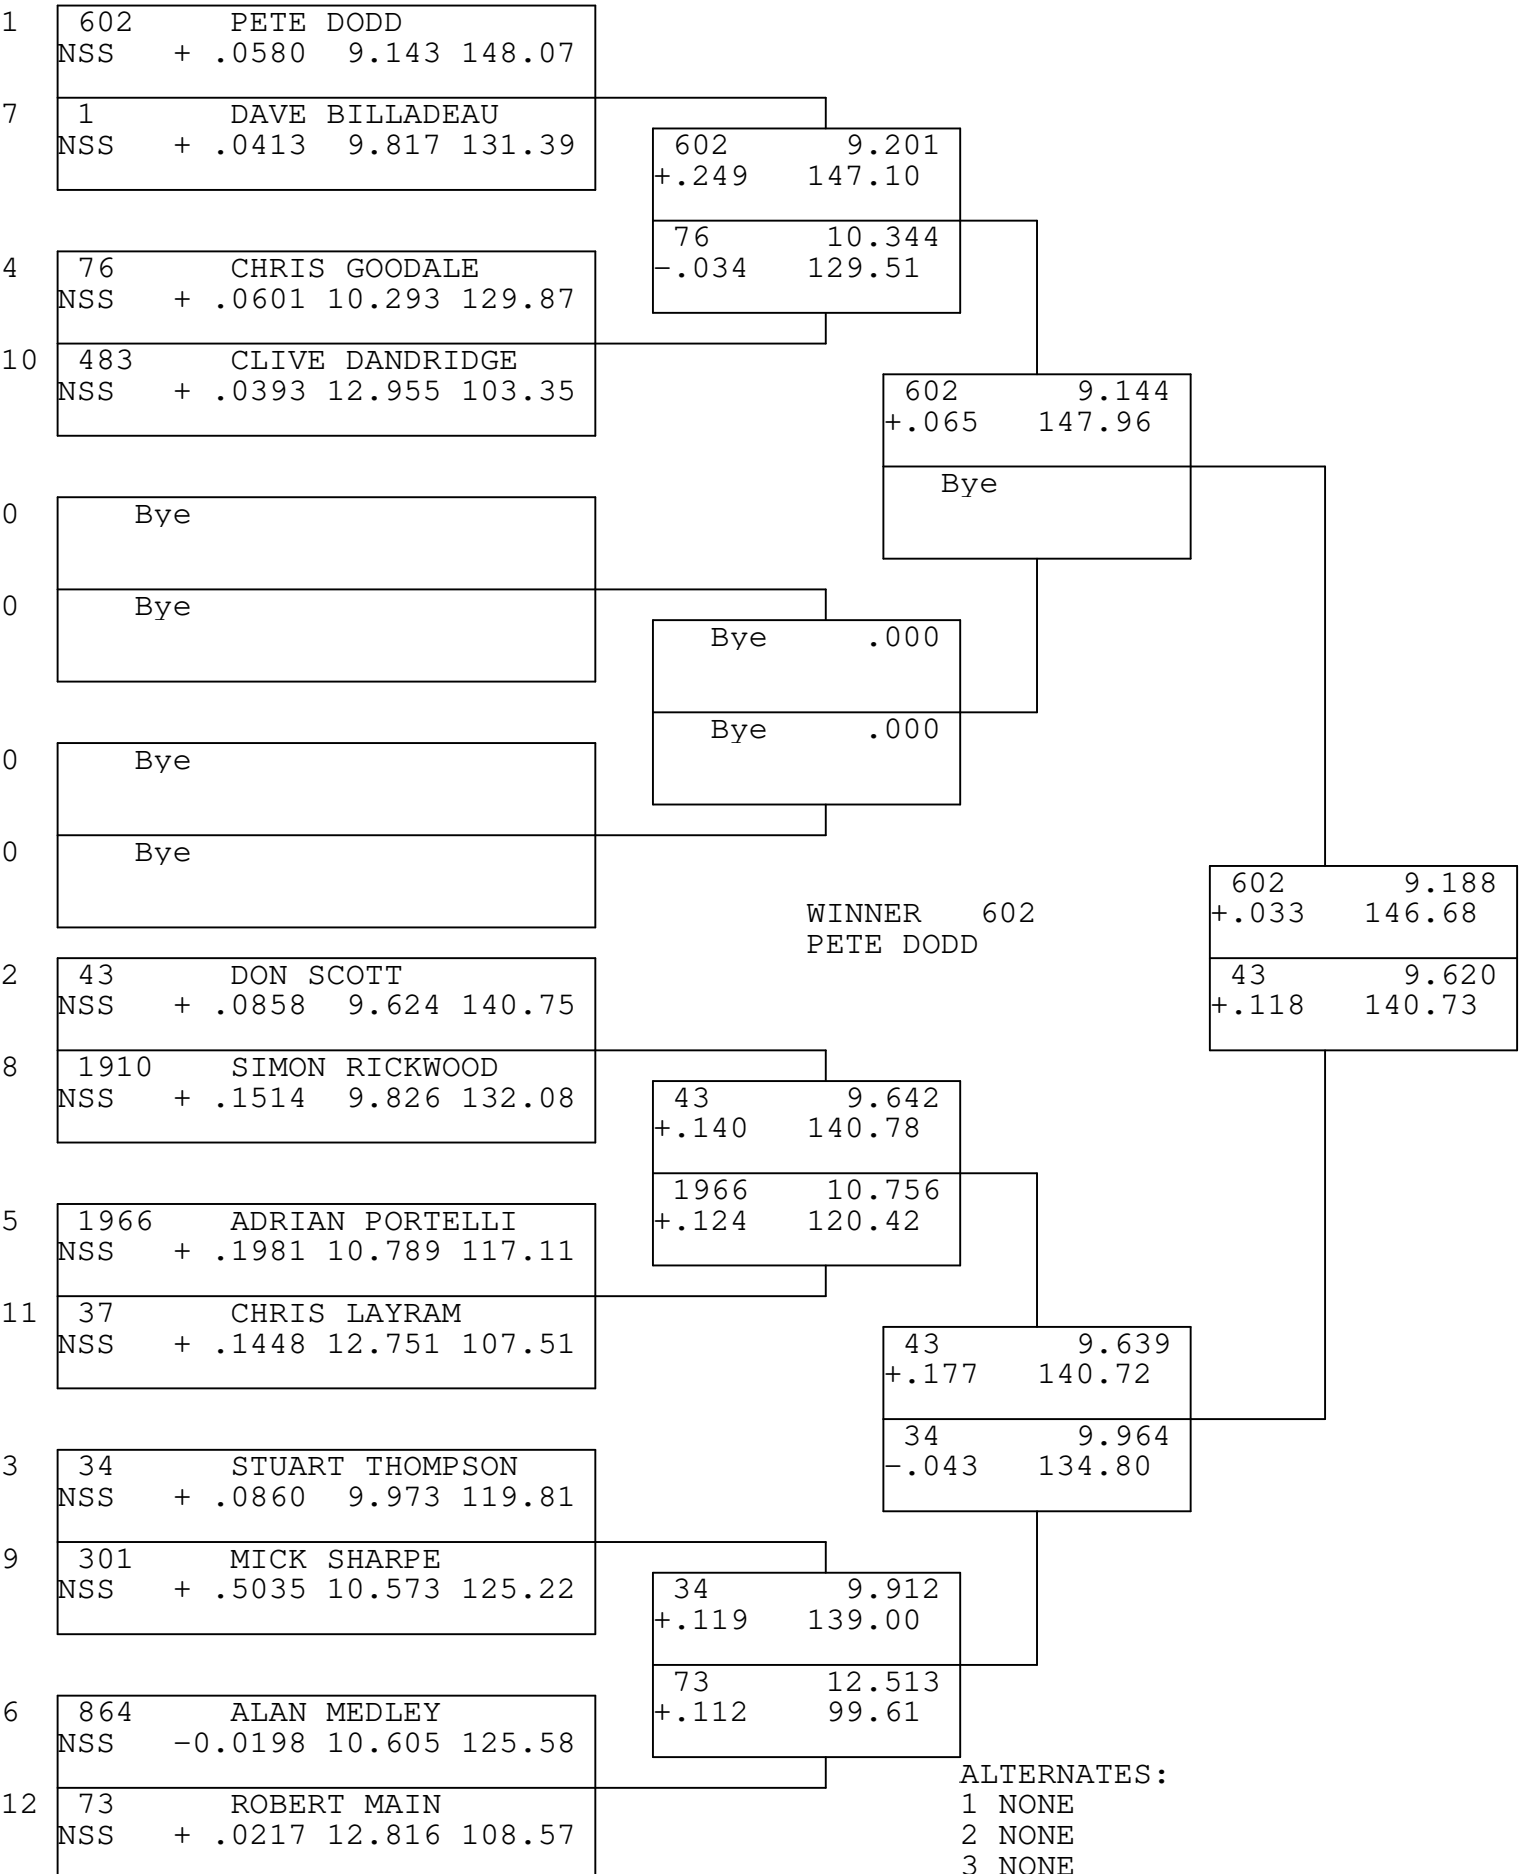 1 602 PETE DODD
NSS + .0580 9.143 148.07
7 1 DAVE BILLADEAU
NSS + .0413 9.817 131.39
602 9.201
+.249 147.10
76 10.344
-.034 129.51
4 76 CHRIS GOODALE
NSS + .0601 10.293 129.87
10 483 CLIVE DANDRIDGE
NSS + .0393 12.955 103.35
602 9.144
+.065 147.96
Bye
0 Bye
0 Bye
Bye .000
Bye .000
0 Bye
0 Bye
WINNER 602
PETE DODD
602 9.188
+.033 146.68
43 9.620
+.118 140.73
2 43 DON SCOTT
NSS + .0858 9.624 140.75
8 1910 SIMON RICKWOOD
NSS + .1514 9.826 132.08
43 9.642
+.140 140.78
1966 10.756
+.124 120.42
5 1966 ADRIAN PORTELLI
NSS + .1981 10.789 117.11
11 37 CHRIS LAYRAM
NSS + .1448 12.751 107.51
43 9.639
+.177 140.72
34 9.964
-.043 134.80
3 34 STUART THOMPSON
NSS + .0860 9.973 119.81
9 301 MICK SHARPE
NSS + .5035 10.573 125.22
34 9.912
+.119 139.00
73 12.513
+.112 99.61
6 864 ALAN MEDLEY
NSS -0.0198 10.605 125.58
12 73 ROBERT MAIN
NSS + .0217 12.816 108.57
ALTERNATES:
1 NONE
2 NONE
3 NONE